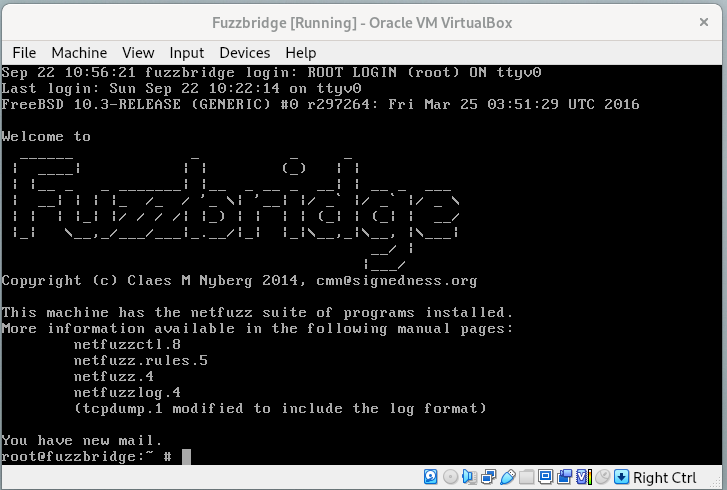 Fuzzbridge [Running] - Oracle VM VirtualBox
File Machine View Input Devices Help
Sep 22 10:56:21 fuzzbridge login: ROOT LOGIN (root) ON ttyv0
Last login: Sun Sep 22 10:22:14 on ttyv0
FreeBSD 10.3-RELEASE (GENERIC) #0 r297264: Fri Mar 25 03:51:29 UTC 2016
Welcome to
Fuzzbridge
Copyright (c) Claes M Nyberg 2014, cmn@signedness.org
This machine has the netfuzz suite of programs installed.
More information available in the following manual pages:
netfuzzctl.8
netfuzz.rules.5
netfuzz.4
netfuzzlog.4
(tcpdump.1 modified to include the log format)
You have new mail.
root@fuzzbridge:~ #
Right Ctrl